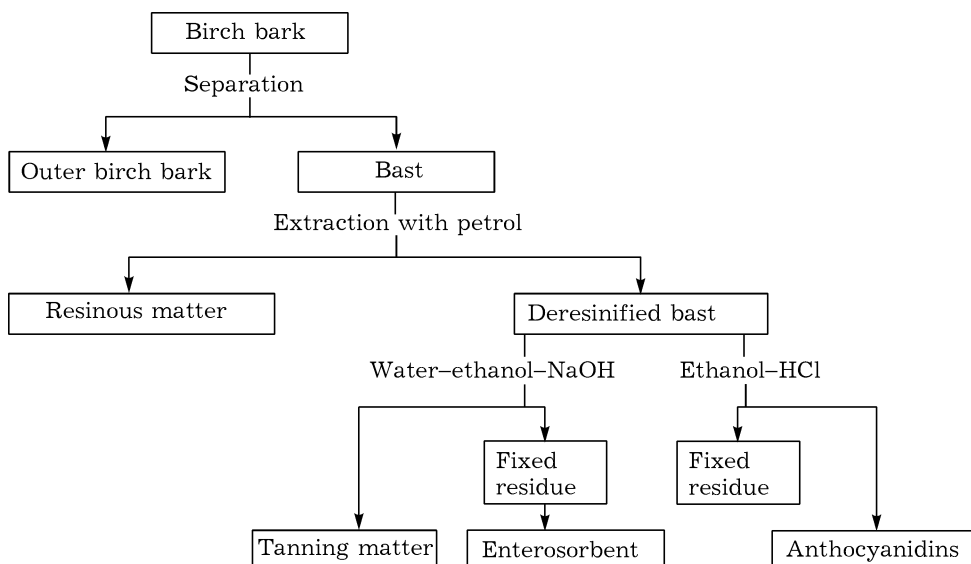 Birch bark
Separation
Outer birch bark
Bast
Extraction with petrol
Resinous matter
Deresinified bast
Water–ethanol–NaOH
Ethanol–HCl
Fixed
residue
Fixed
residue
Tanning matter
Enterosorbent
Anthocyanidins